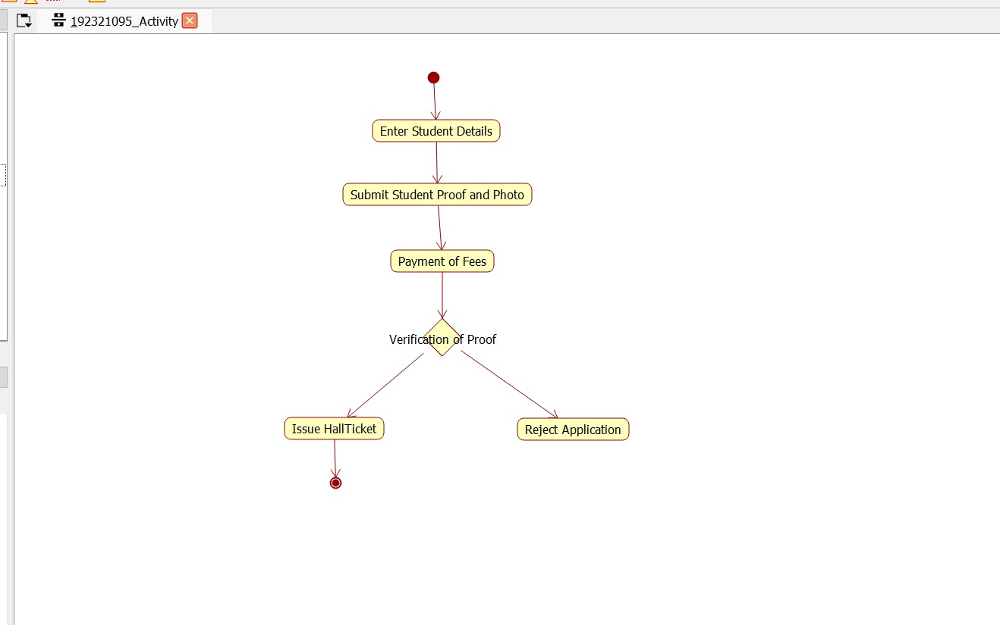 192321095_Activity
Enter Student Details
Submit Student Proof and Photo
Payment of Fees
Verification of Proof
Issue HallTicket
Reject Application